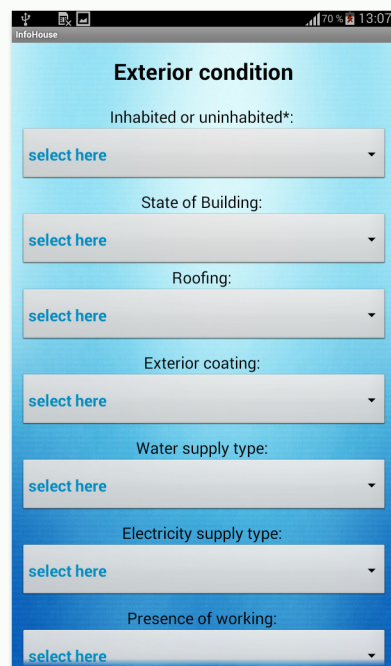 70 % 13:07
InfoHouse
Exterior condition
Inhabited or uninhabited*:
select here
State of Building:
select here
Roofing:
select here
Exterior coating:
select here
Water supply type:
select here
Electricity supply type:
select here
Presence of working:
select here